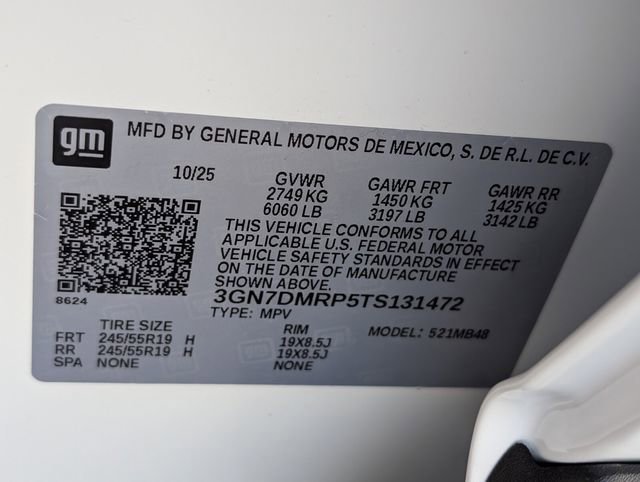 gm MFD BY GENERAL MOTORS DE MEXICO, S. DE R.L. DE C.V.
10/25 GVWR GAWR FRT GAWR RR
2749 KG 1450 KG 1425 KG
6060 LB 3197 LB 3142 LB
THIS VEHICLE CONFORMS TO ALL
APPLICABLE U.S. FEDERAL MOTOR
VEHICLE SAFETY STANDARDS IN EFFECT
ON THE DATE OF MANUFACTURE
SHOWN ABOVE.
8624 3GN7DMRP5TS131472
TYPE: MPV
TIRE SIZE RIM MODEL: 521MB48
FRT 245/55R19 H 19X8.5J
RR 245/55R19 H 19X8.5J
SPA NONE NONE